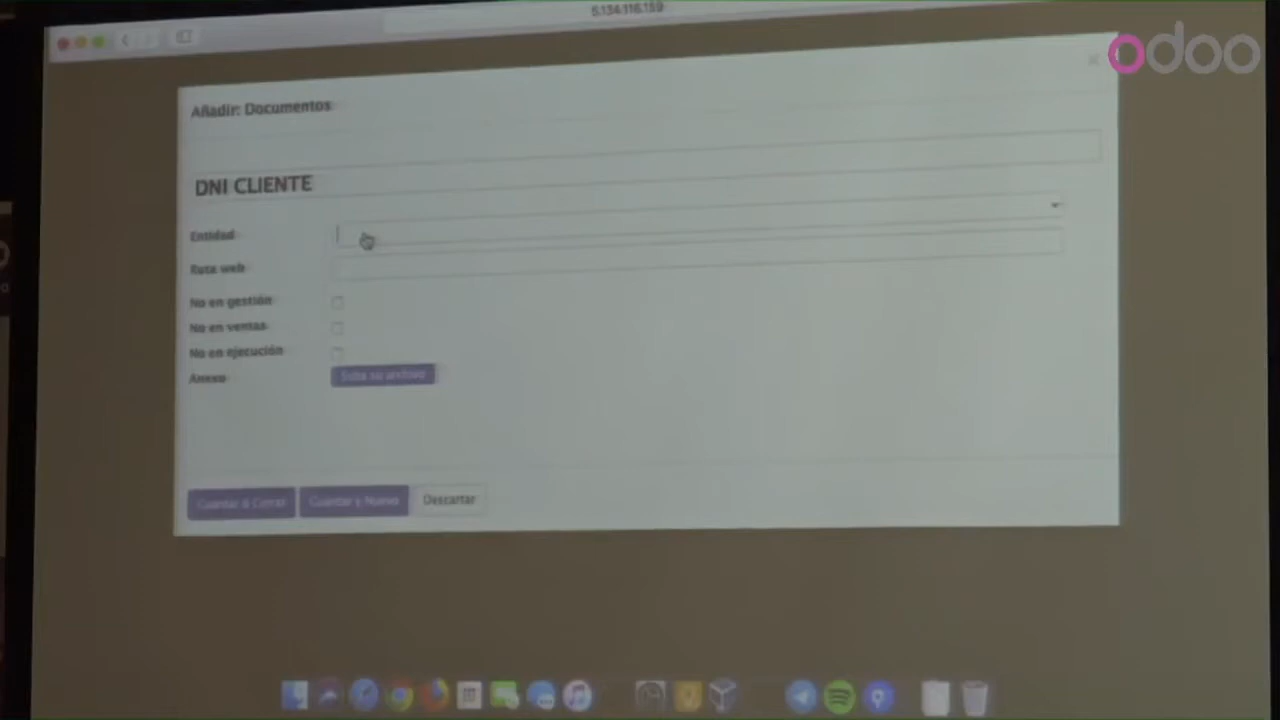 6.134.116.159
odoo
Añadir: Documentos
DNI CLIENTE
Entidad
Ruta web
No en gestión
No en ventas
No en ejecución
Anexo
Suba su archivo
Guardar & Cerrar
Guardar y Nuevo
Descartar